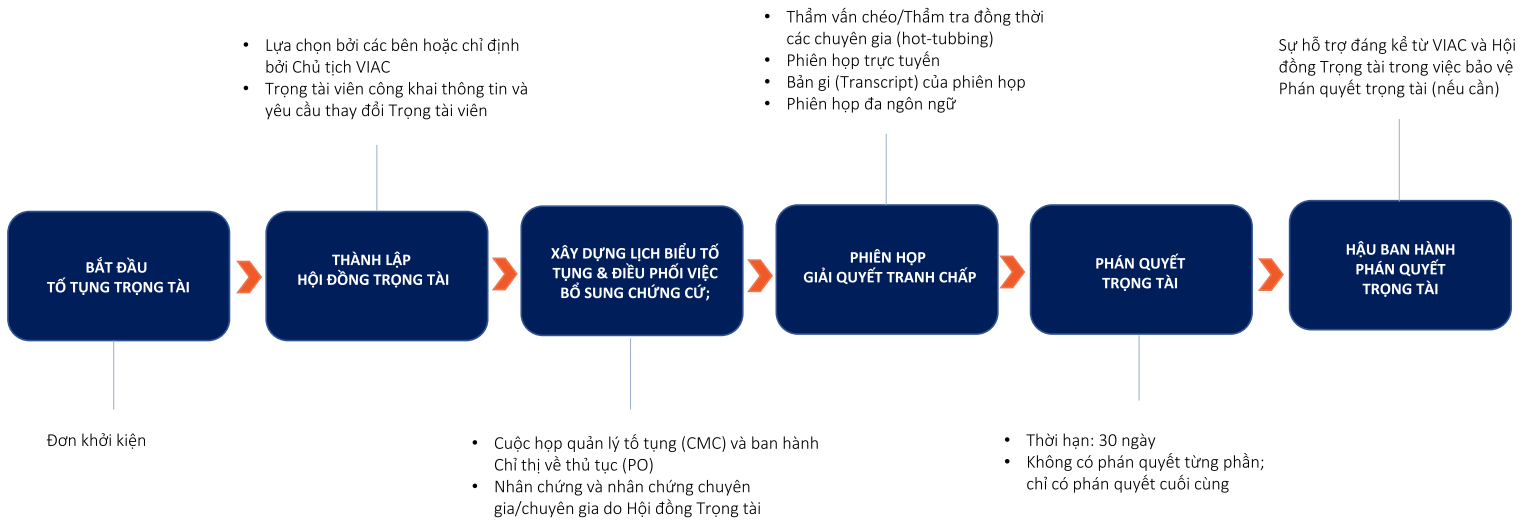 • Lựa chọn bởi các bên hoặc chỉ định
bởi Chủ tịch VIAC
• Trọng tài viên công khai thông tin và
yêu cầu thay đổi Trọng tài viên
• Thẩm vấn chéo/Thẩm tra đồng thời
các chuyên gia (hot-tubbing)
• Phiên họp trực tuyến
• Bản gi (Transcript) của phiên họp
• Phiên họp đa ngôn ngữ
Sự hỗ trợ đáng kể từ VIAC và Hội
đồng Trọng tài trong việc bảo vệ
Phán quyết trọng tài (nếu cần)
BẮT ĐẦU
TỐ TỤNG TRỌNG TÀI
THÀNH LẬP
HỘI ĐỒNG TRỌNG TÀI
XÂY DỰNG LỊCH BIỂU TỐ
TỤNG & ĐIỀU PHỐI VIỆC
BỔ SUNG CHỨNG CỨ;
PHIÊN HỌP
GIẢI QUYẾT TRANH CHẤP
PHÁN QUYẾT
TRỌNG TÀI
HẬU BAN HÀNH
PHÁN QUYẾT
TRỌNG TÀI
Đơn khởi kiện
• Cuộc họp quản lý tố tụng (CMC) và ban hành
Chỉ thị về thủ tục (PO)
• Nhân chứng và nhân chứng chuyên
gia/chuyên gia do Hội đồng Trọng tài
• Thời hạn: 30 ngày
• Không có phán quyết từng phần;
chỉ có phán quyết cuối cùng